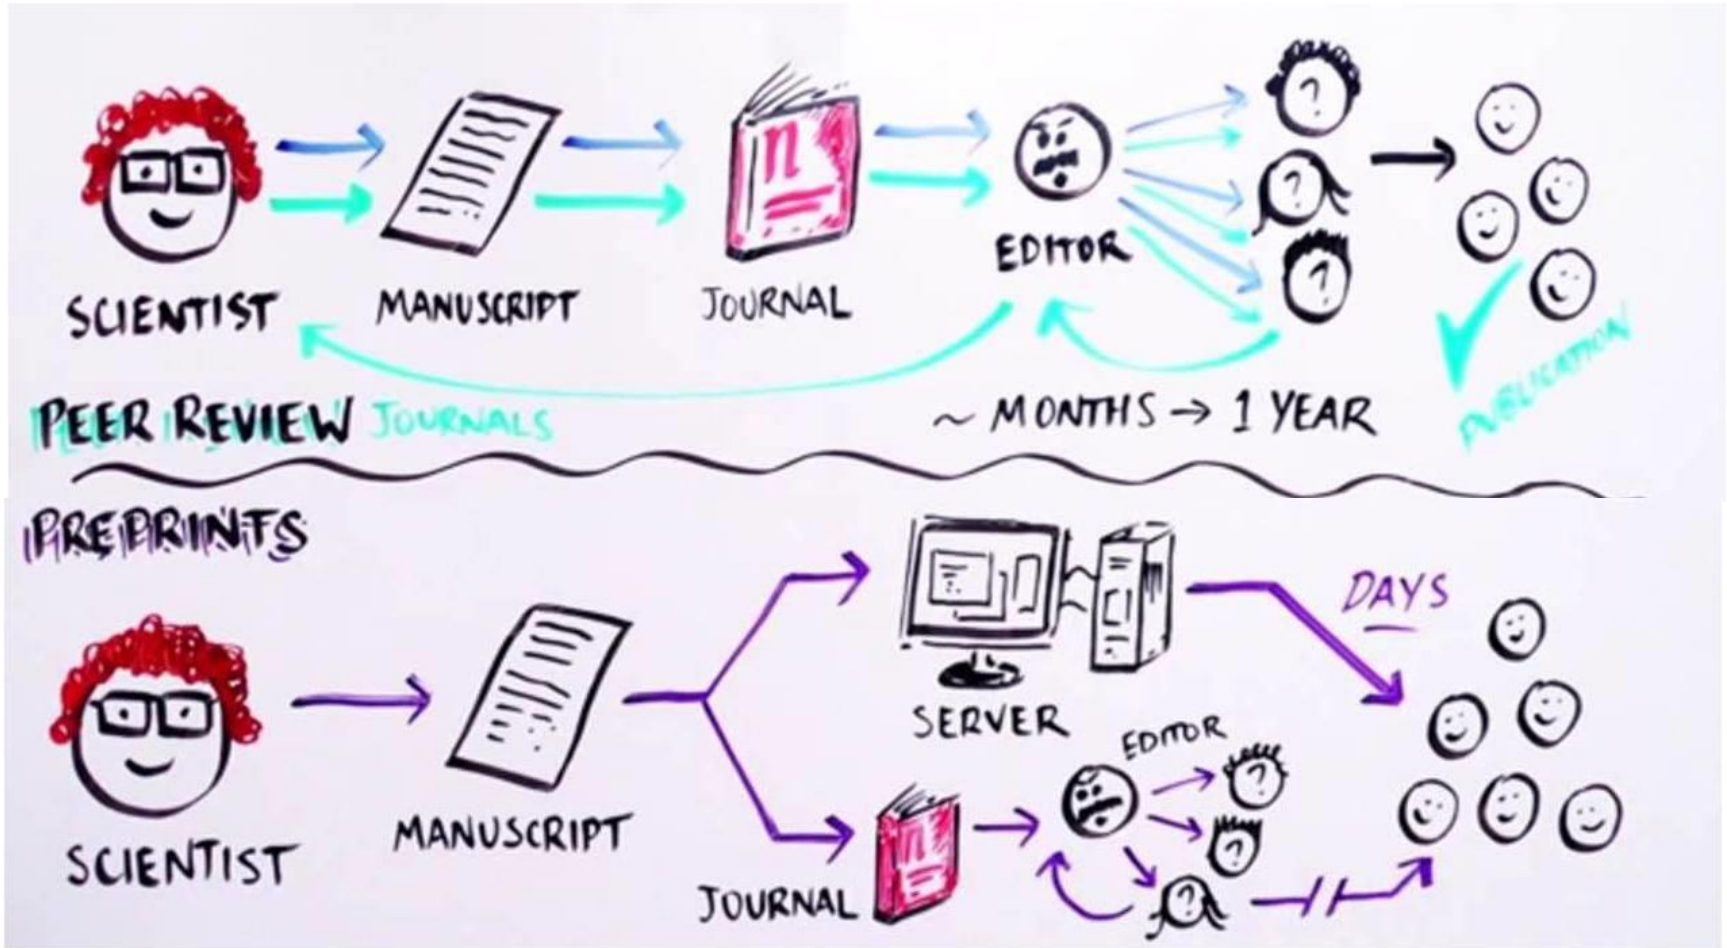 SCIENTIST
MANUSCRIPT
JOURNAL
n
EDITOR
?
?
?
PEER REVIEW JOURNALS
~ MONTHS → 1 YEAR
PUBLICATION
PREPRINTS
SCIENTIST
MANUSCRIPT
SERVER
DAYS
JOURNAL
n
EDITOR
?
?
?